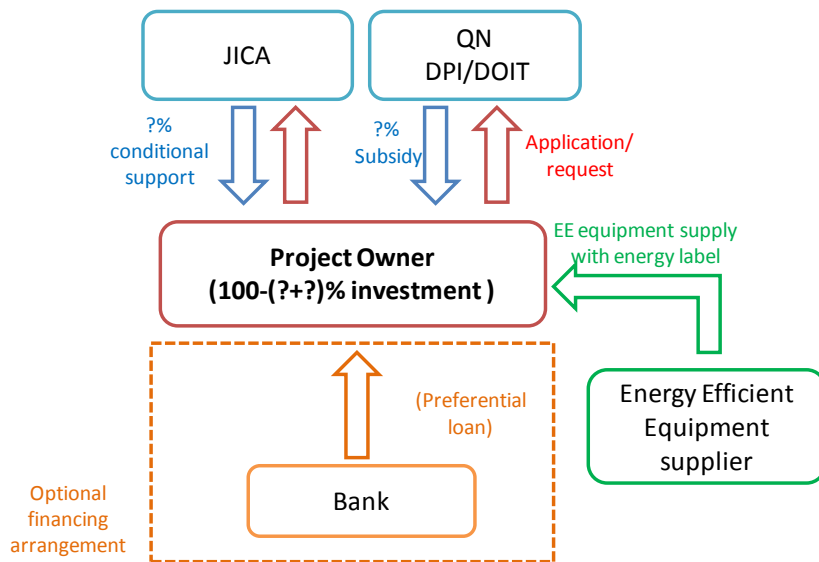 JICA
QN
DPI/DOIT
?%
conditional
support
?%
Subsidy
Application/
request
EE equipment supply
with energy label
Project Owner
(100-(?+?)% investment )
(Preferential
loan)
Energy Efficient
Equipment
supplier
Bank
Optional
financing
arrangement